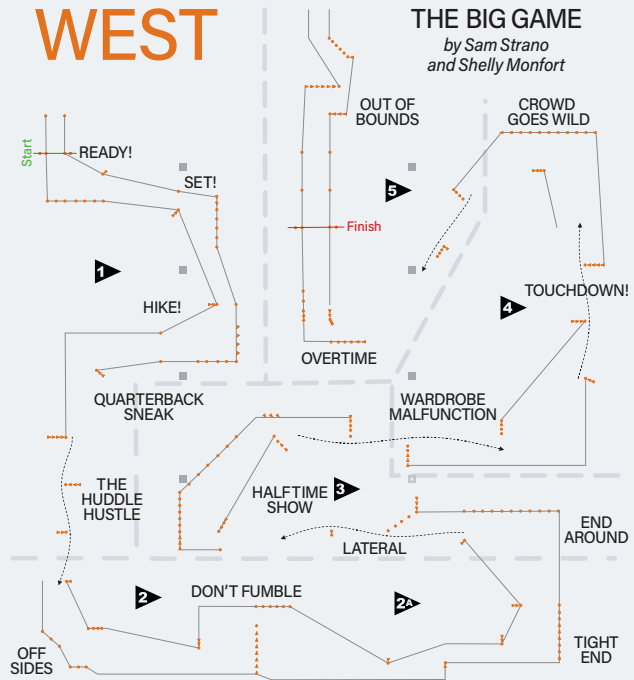 WEST
THE BIG GAME
by Sam Strano
and Shelly Monfort
OUT OF
BOUNDS
CROWD
GOES WILD
Start
READY!
SET!
5
Finish
1
TOUCHDOWN!
4
HIKE!
OVERTIME
QUARTERBACK
SNEAK
WARDROBE
MALFUNCTION
THE
HUDDLE
HUSTLE
HALFTIME
SHOW
3
END
AROUND
LATERAL
2
DON'T FUMBLE
2A
OFF
SIDES
TIGHT
END